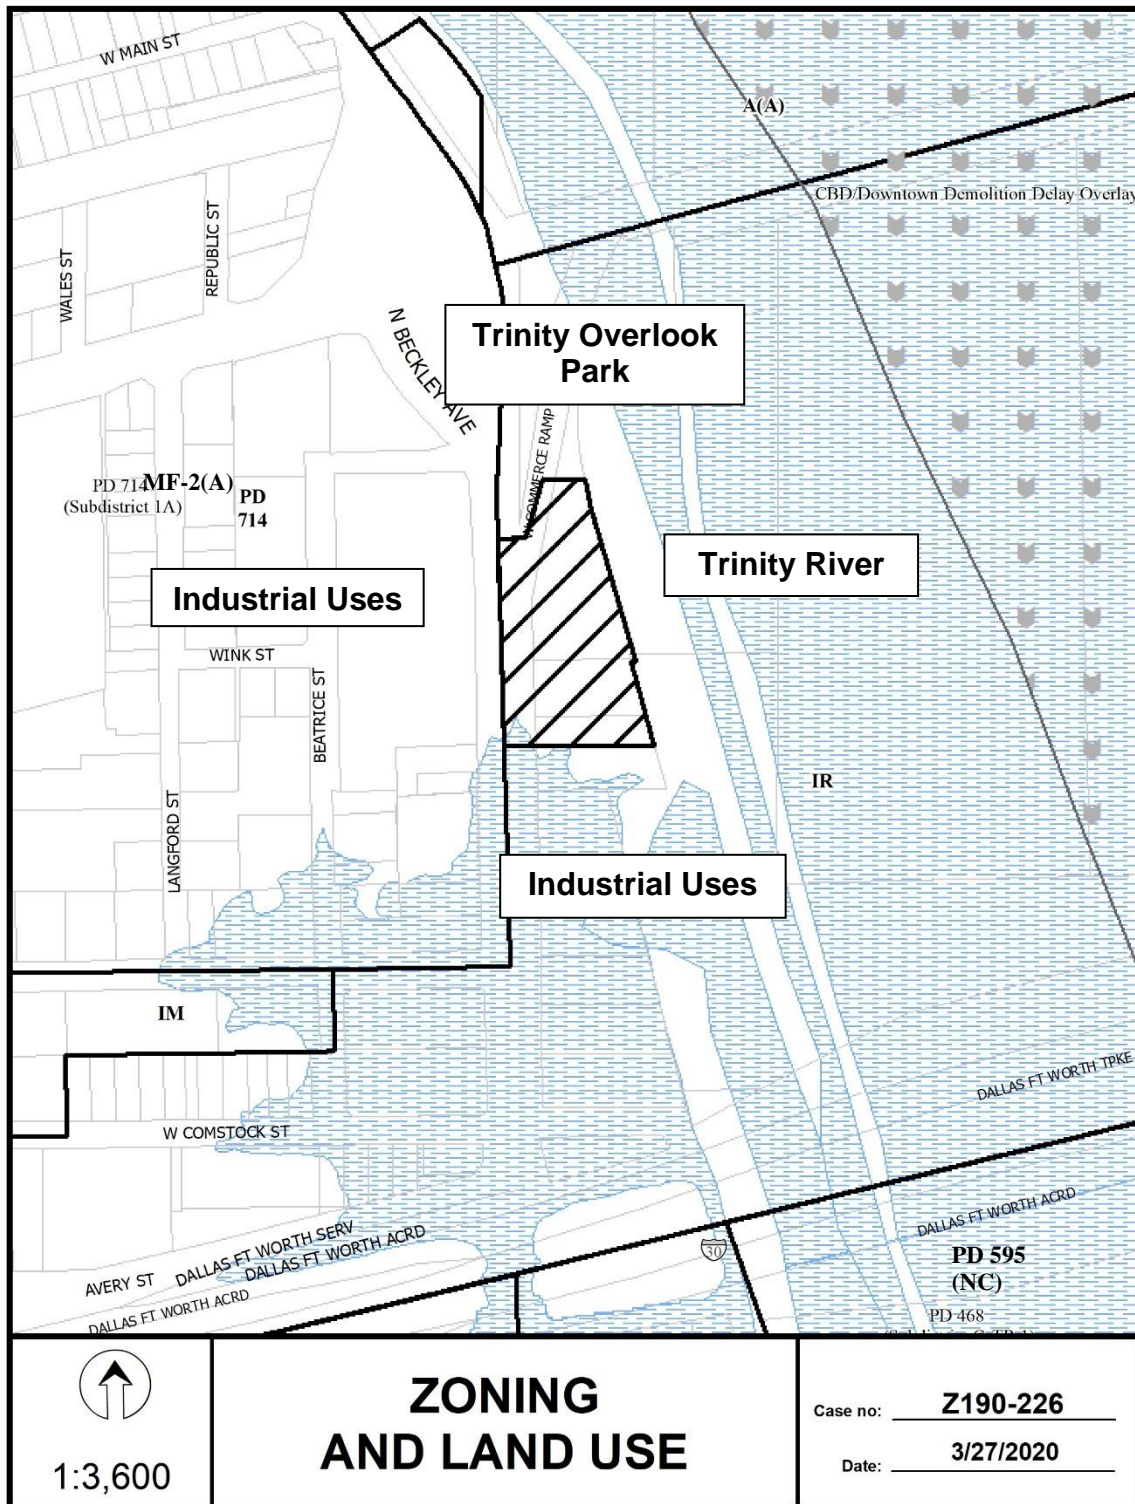 W MAIN ST
A(A)
CBD/Downtown Demolition Delay Overlay
REPUBLIC ST
WALES ST
N BECKLEY AVE
Trinity Overlook
Park
W COMMERCE RAMP
PD 714
(Subdistrict 1A)
MF-2(A)
PD
714
Trinity River
Industrial Uses
WINK ST
BEATRICE ST
IR
LANGFORD ST
Industrial Uses
IM
DALLAS FT WORTH TPKE
W COMSTOCK ST
DALLAS FT WORTH ACRD
DALLAS FT WORTH SERV
DALLAS FT WORTH ACRD
30
PD 595
(NC)
AVERY ST
DALLAS FT WORTH ACRD
PD 468
1:3,600
ZONING
AND LAND USE
Case no: Z190-226
Date: 3/27/2020